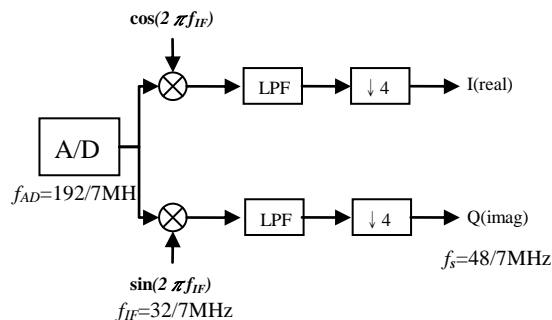 cos(2 πf_IF)
LPF
↓ 4
I(real)
A/D
f_AD=192/7MH
LPF
↓ 4
Q(imag)
sin(2 πf_IF)
f_IF=32/7MHz
f_s=48/7MHz